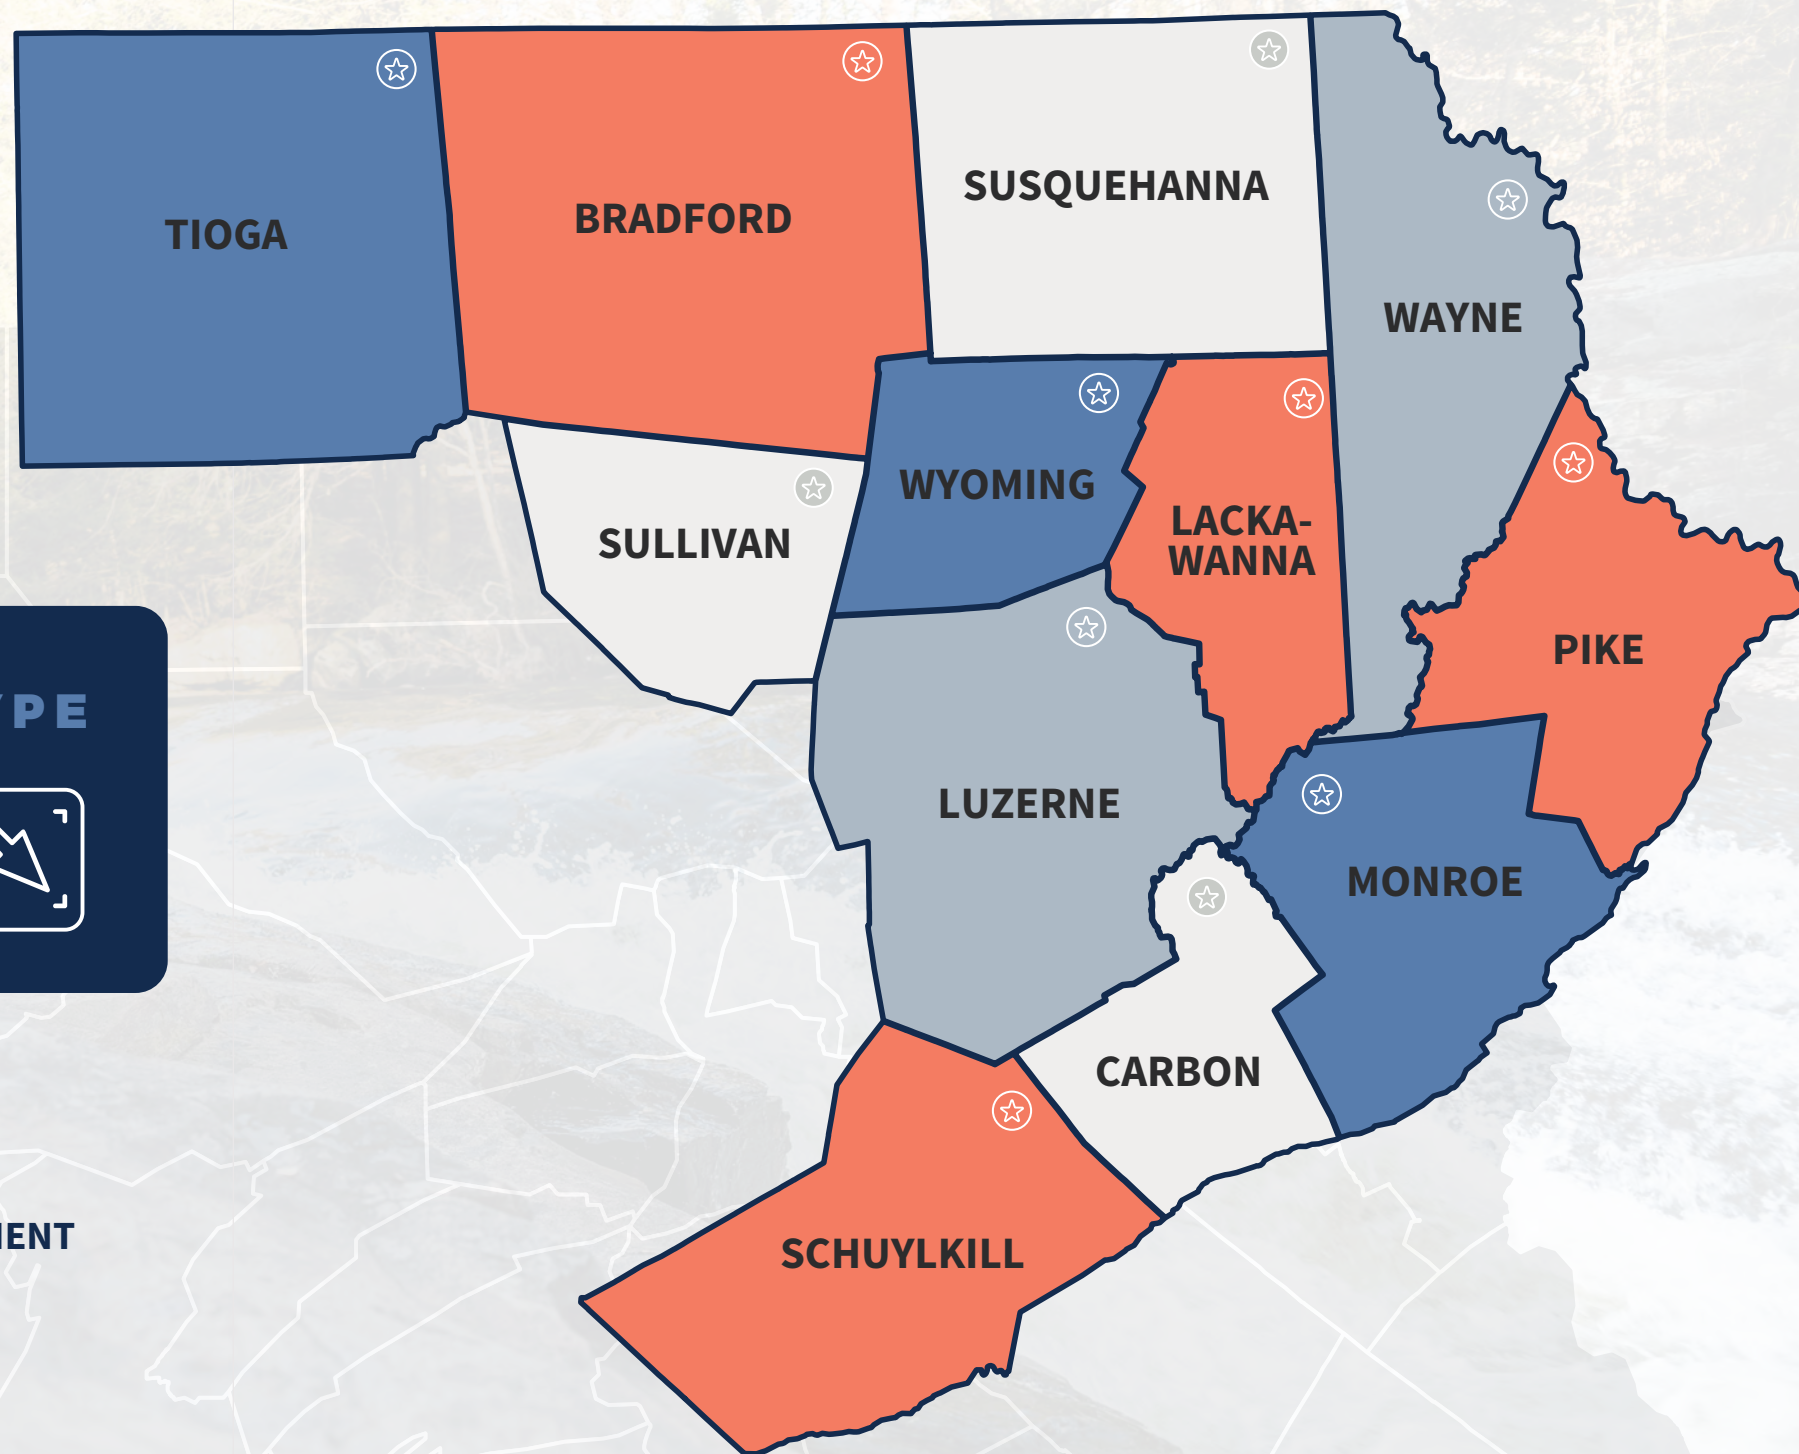 SUSQUEHANNA
TIOGA
BRADFORD
WAYNE
WYOMING
SULLIVAN
LACKA-
WANNA
PIKE
LUZERNE
MONROE
CARBON
SCHUYLKILL